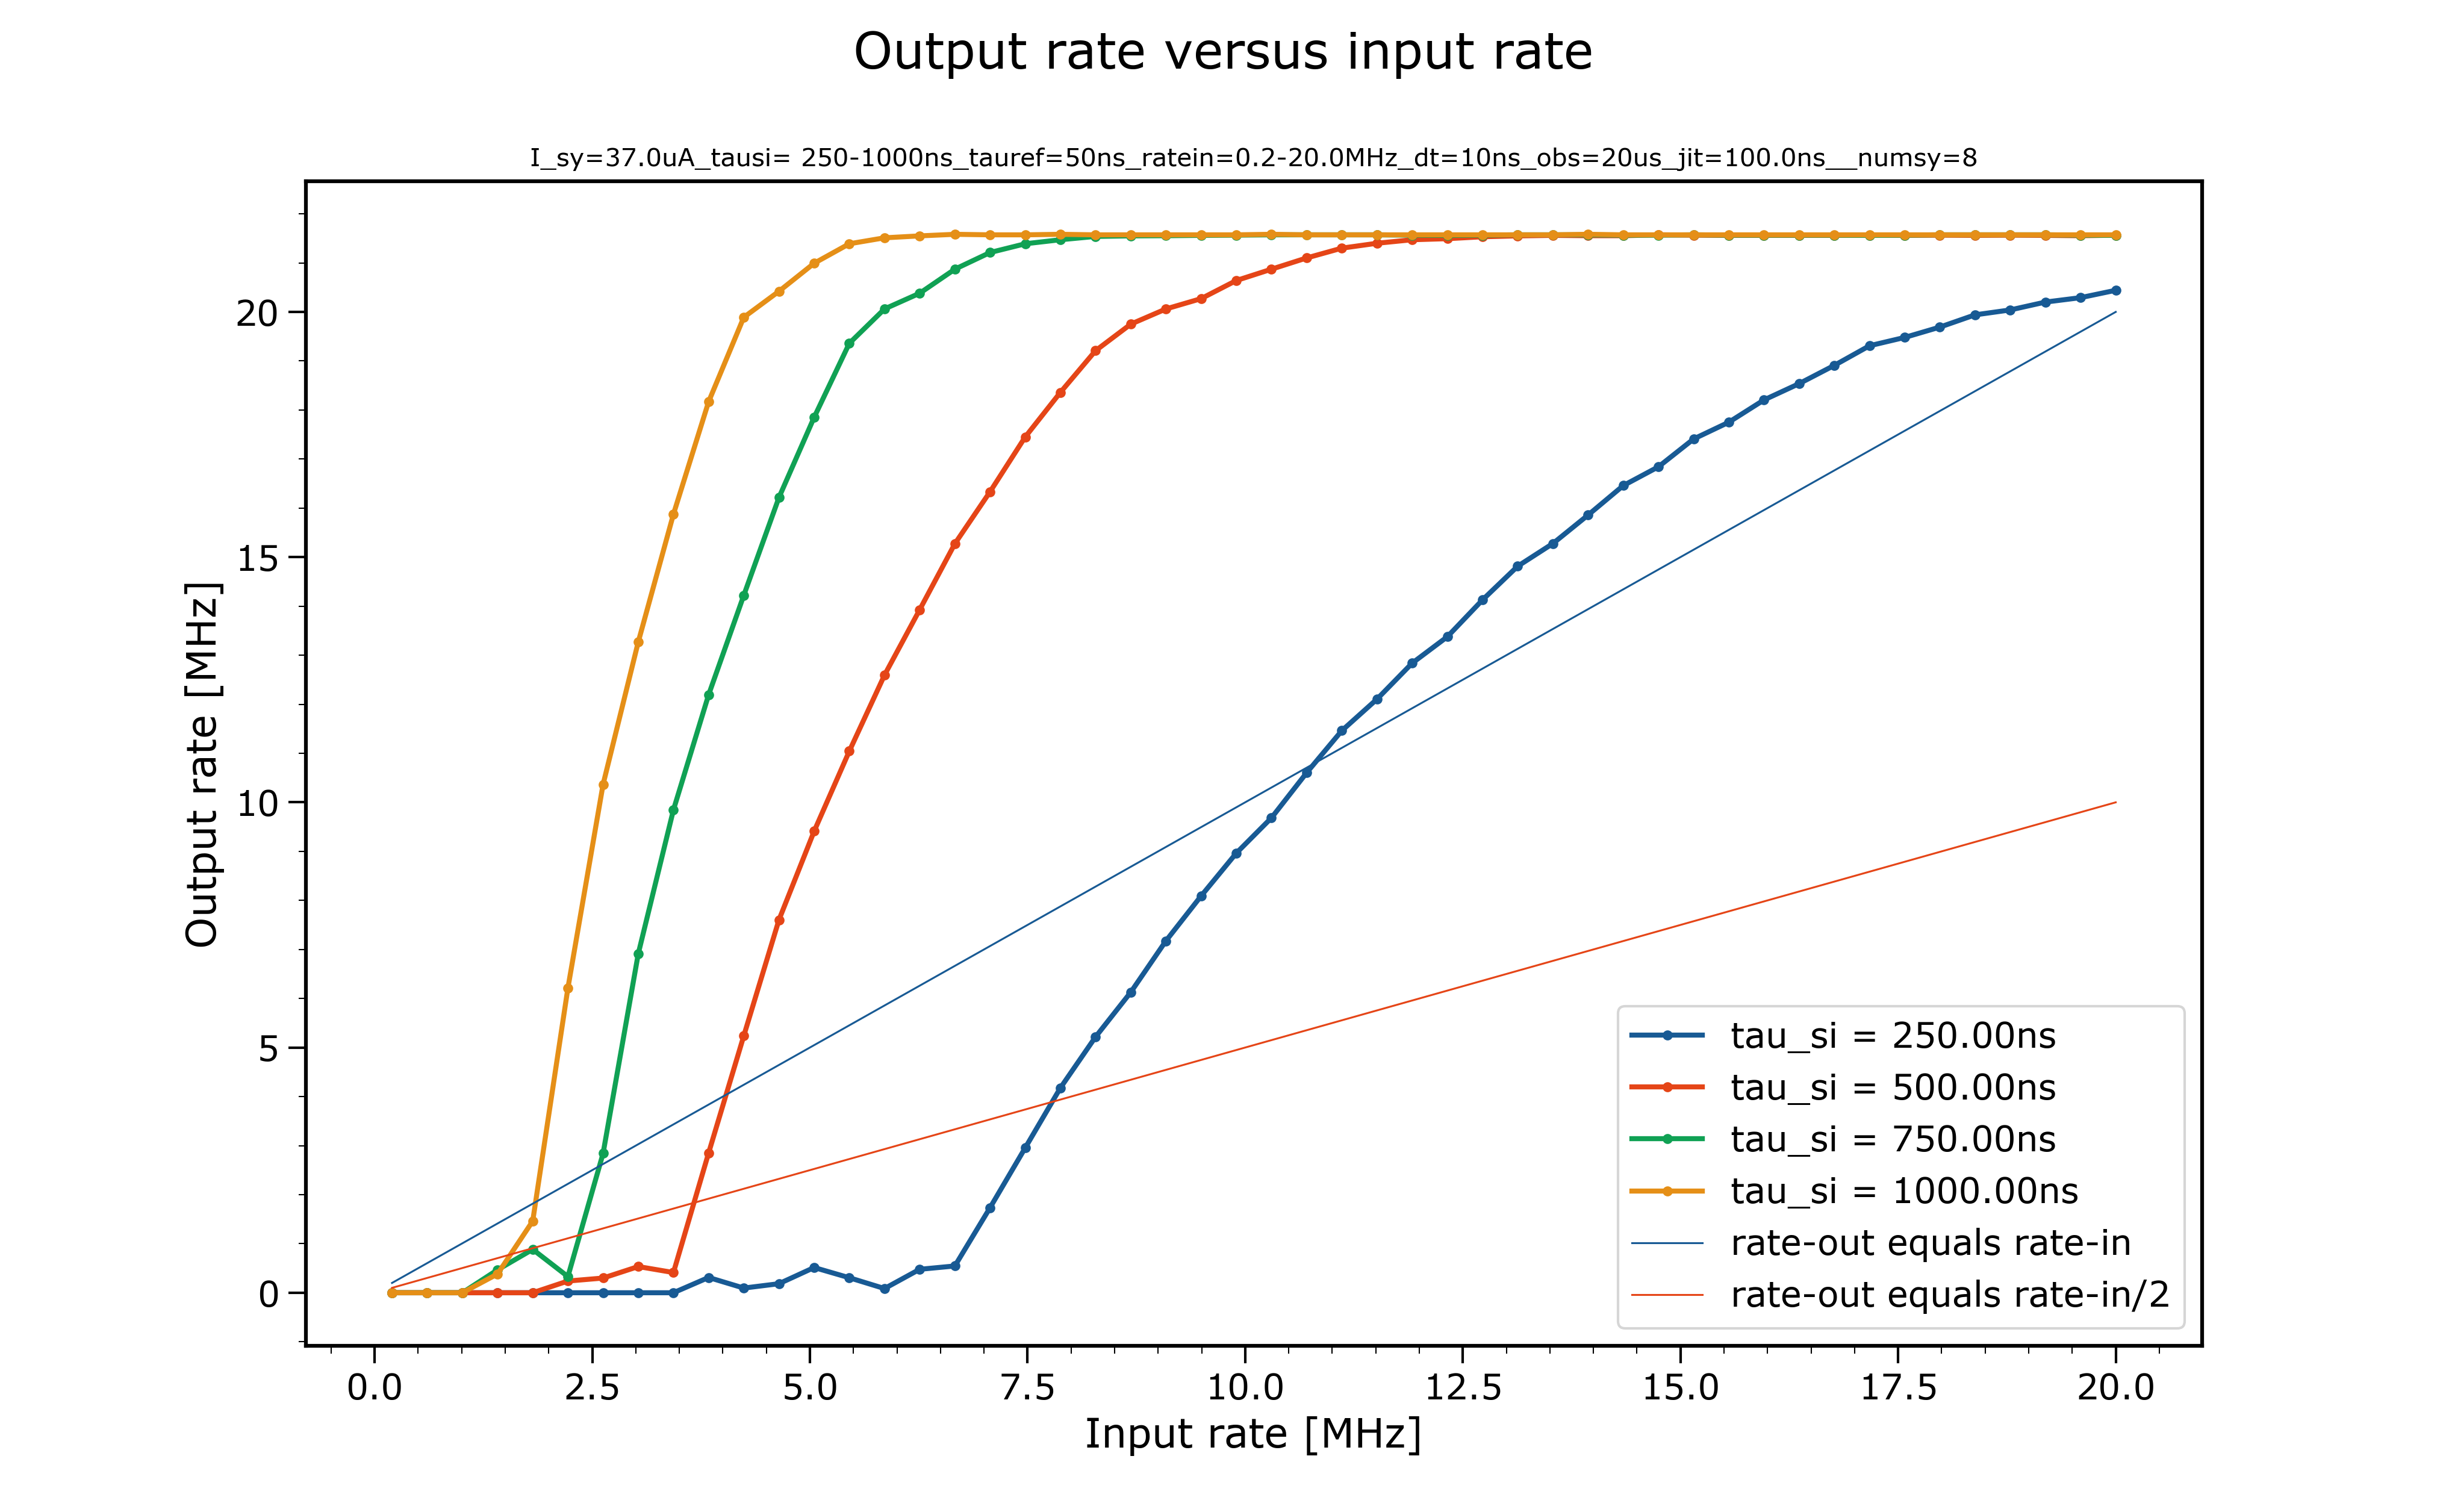 Output rate versus input rate
I_sy=37.0uA_tausi= 250-1000ns_tauref=50ns_ratein=0.2-20.0MHz_dt=10ns_obs=20us_jit=100.0ns__numsy=8
Output rate [MHz]
20
15
10
5
0
tau_si = 250.00ns
tau_si = 500.00ns
tau_si = 750.00ns
tau_si = 1000.00ns
rate-out equals rate-in
rate-out equals rate-in/2
0.0 2.5 5.0 7.5 10.0 12.5 15.0 17.5 20.0
Input rate [MHz]